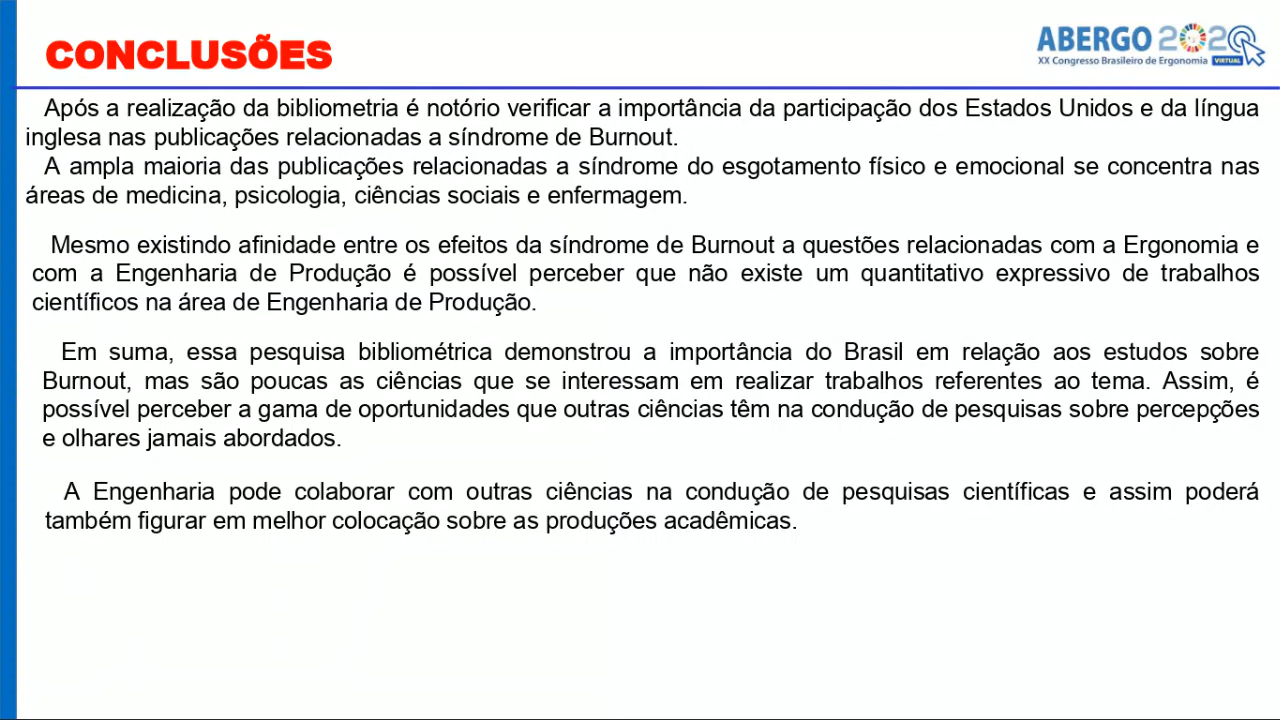 CONCLUSÕES
ABERGO 2020
XX Congresso Brasileiro de Ergonomia VIRTUAL
Após a realização da bibliometria é notório verificar a importância da participação dos Estados Unidos e da língua
inglesa nas publicações relacionadas a síndrome de Burnout.
A ampla maioria das publicações relacionadas a síndrome do esgotamento físico e emocional se concentra nas
áreas de medicina, psicologia, ciências sociais e enfermagem.
Mesmo existindo afinidade entre os efeitos da síndrome de Burnout a questões relacionadas com a Ergonomia e
com a Engenharia de Produção é possível perceber que não existe um quantitativo expressivo de trabalhos
científicos na área de Engenharia de Produção.
Em suma, essa pesquisa bibliométrica demonstrou a importância do Brasil em relação aos estudos sobre
Burnout, mas são poucas as ciências que se interessam em realizar trabalhos referentes ao tema. Assim, é
possível perceber a gama de oportunidades que outras ciências têm na condução de pesquisas sobre percepções
e olhares jamais abordados.
A Engenharia pode colaborar com outras ciências na condução de pesquisas científicas e assim poderá
também figurar em melhor colocação sobre as produções acadêmicas.